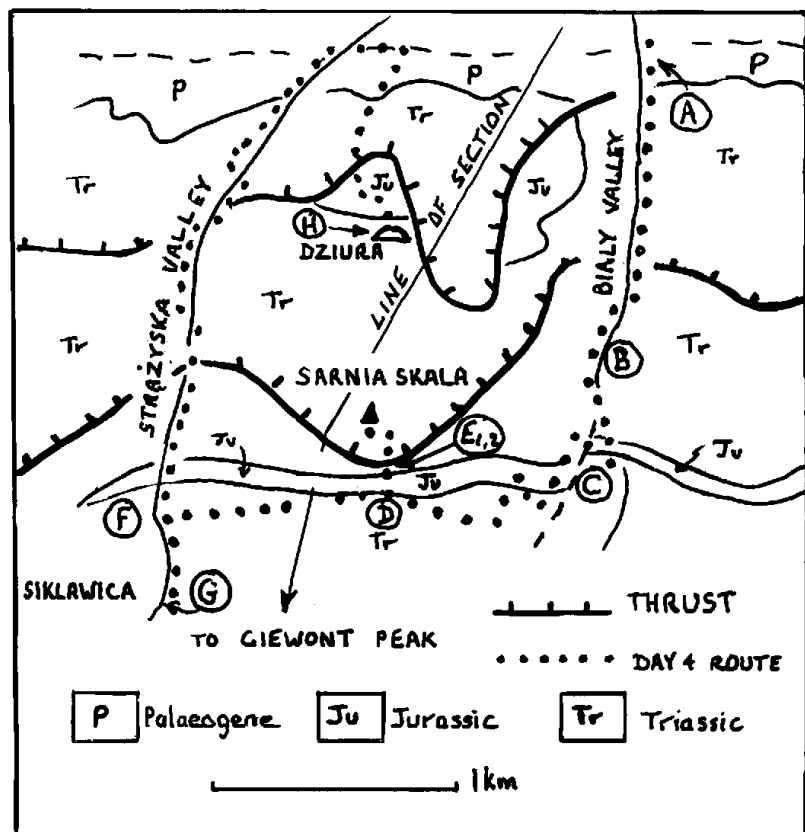 P
P
P
A
Tr
Tr
Tr
Ju
Ju
H
DZIURA
LINE OF SECTION
STRĄŻYSKA VALLEY
BIALY VALLEY
Tr
Tr
Tr
B
SARNIA SKALA
E1,2
Ju
Ju
Ju
C
F
D
Tr
SIKLAWICA
G
TO GIEWONT PEAK
THRUST
DAY 4 ROUTE
P Palaeogene
Ju Jurassic
Tr Triassic
1km